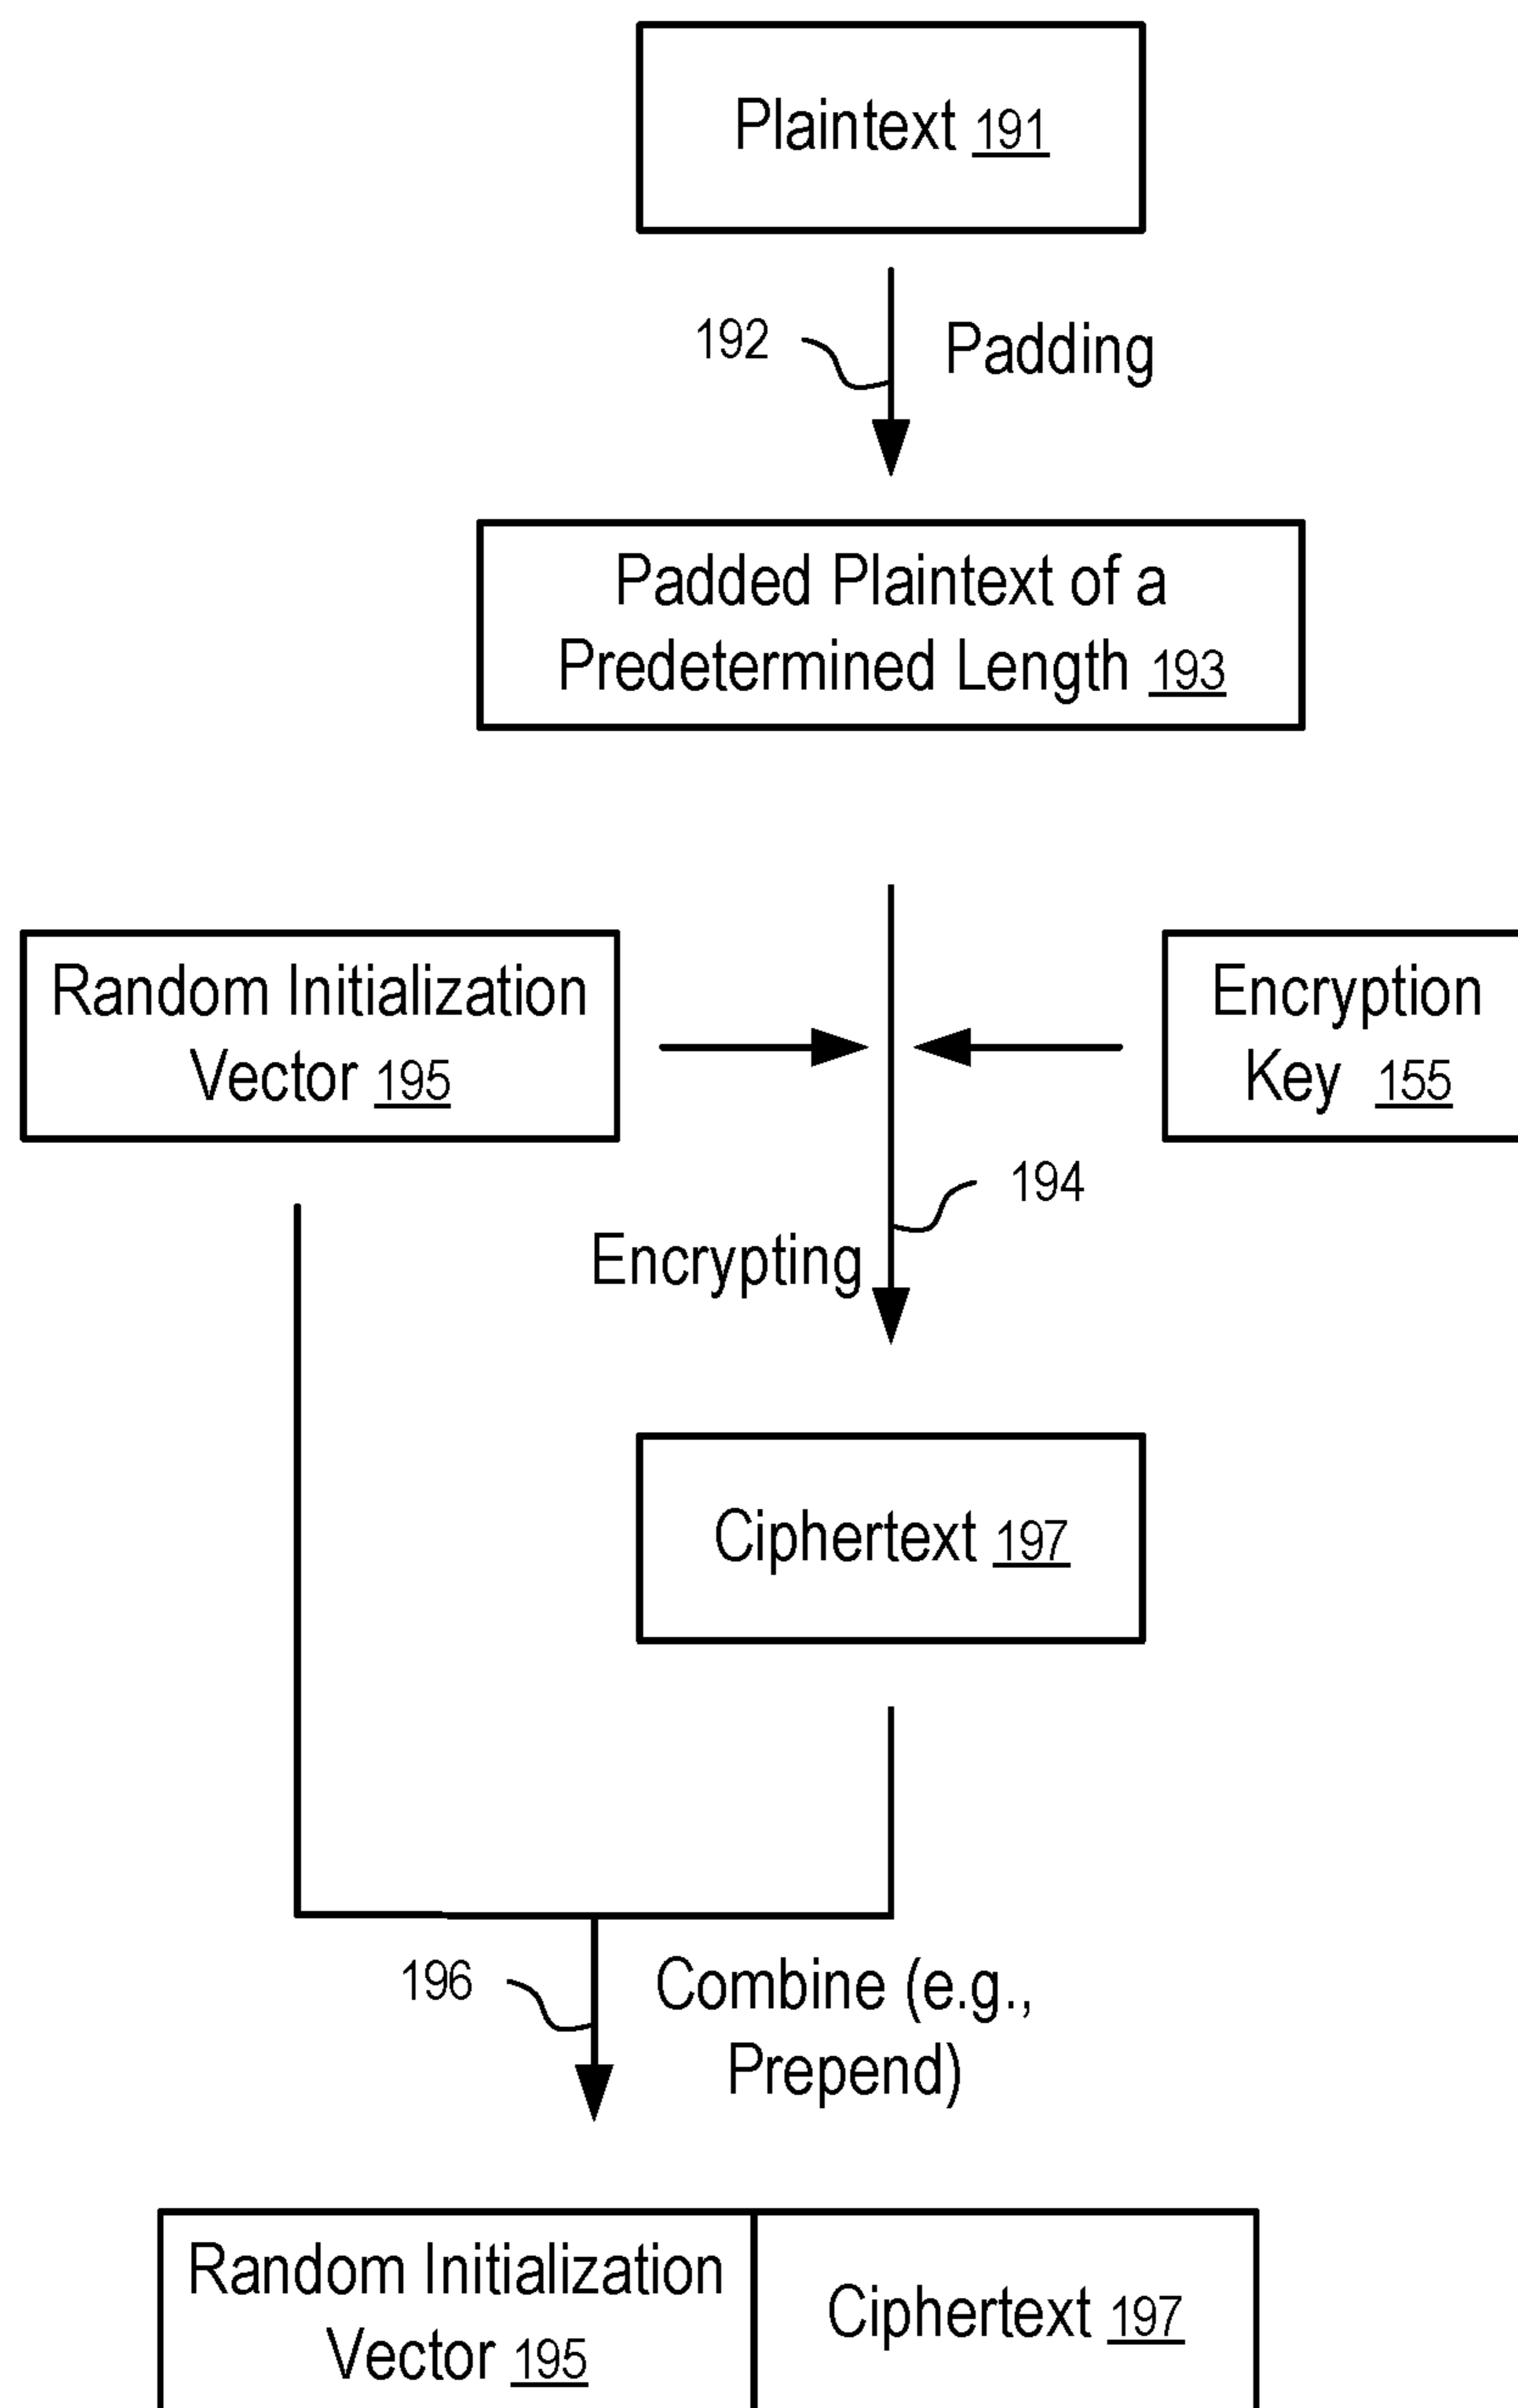 Plaintext 191
192
Padding
Padded Plaintext of a
Predetermined Length 193
Random Initialization
Vector 195
Encryption
Key 155
194
Encrypting
Ciphertext 197
196
Combine (e.g.,
Prepend)
Random Initialization
Vector 195
Ciphertext 197